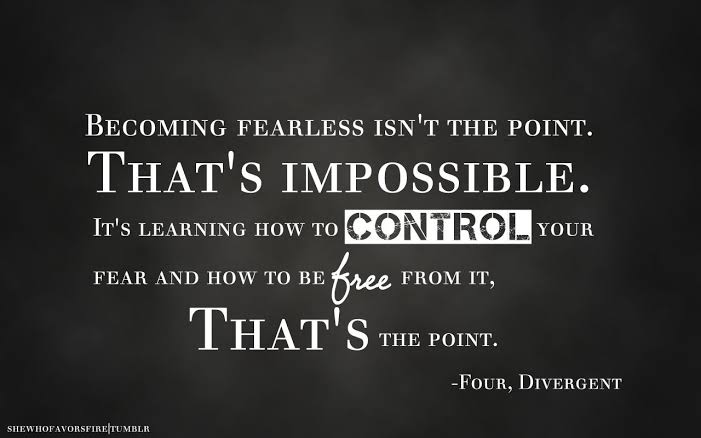 Becoming fearless isn't the point.
That's impossible.
It's learning how to CONTROL your
fear and how to be free from it,
That's the point.
-Four, Divergent
shewhofavorsfire|tumblr